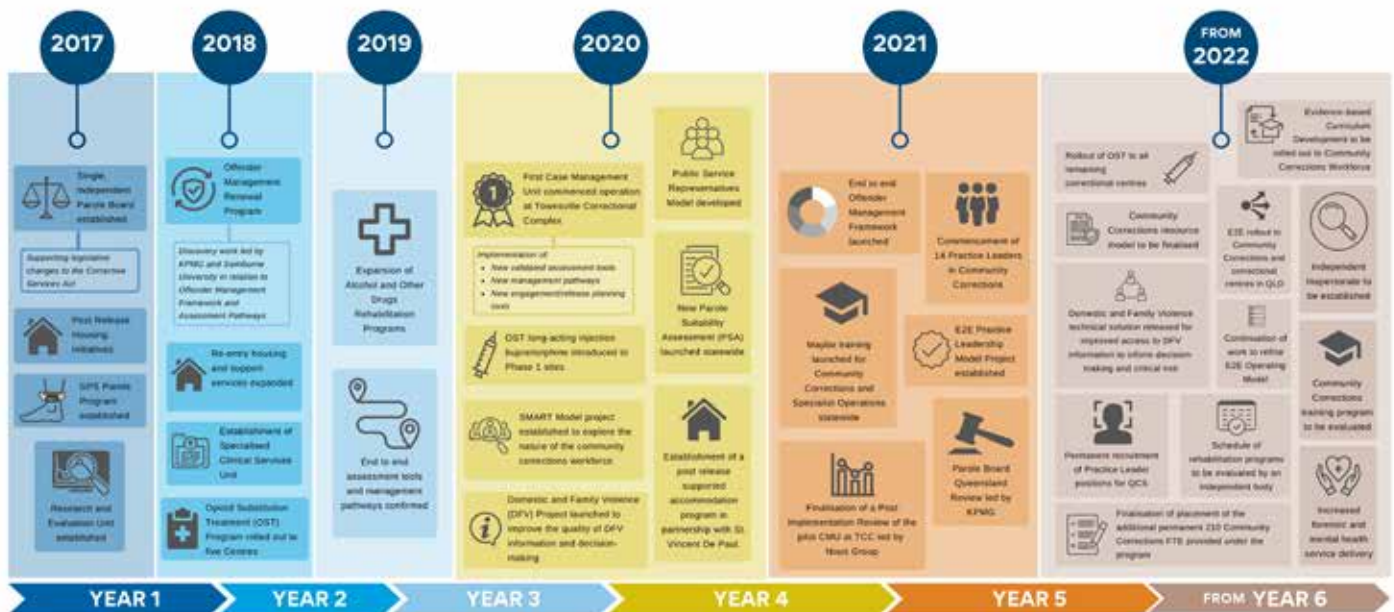 2017
2018
2019
2020
2021
FROM
2022
Single,
Independent
Parole Board
established
Supporting legislative
changes to the Corrective
Services Act
Post Release
Housing
Initiatives
GPS Parole
Program
established
Research and
Evaluation Unit
established
Offender
Management
Renewal
Program
Discovery work led by
KPMG and Swinburne
University in relation to
Offender Management
Framework and
Assessment Pathways
Re-entry housing
and support
services expanded
Establishment of
Specialised
Clinical Services
Unit
Opioid Substitution
Treatment (OST)
Program rolled out to
five Centres
Expansion of
Alcohol and Other
Drugs
Rehabilitation
Programs
End to end
assessment tools
and management
pathways confirmed
1
First Case Management
Unit commenced operation
at Townsville Correctional
Complex
Implementation of:
• New validated assessment tools
• New management pathways
• New engagement/release planning
tools
OST long-acting injection
buprenorphine introduced to
Phase 1 sites
SMART Model project
established to explore the
nature of the community
corrections workforce
Domestic and Family Violence
(DFV) Project launched to
improve the quality of DFV
information and decision-
making
Public Service
Representatives
Model developed
New Parole
Suitability
Assessment (PSA)
launched statewide
Establishment of a
post release
supported
accommodation
program in
partnership with St.
Vincent De Paul
End to end
Offender
Management
Framework
launched
Maybo training
launched for
Community
Corrections and
Specialist Operations
statewide
Finalisation of a Post
Implementation Review of the
pilot CMU at TCC led by
Nous Group
Commencement of
14 Practice Leaders
in Community
Corrections
E2E Practice
Leadership
Model Project
established
Parole Board
Queensland
Review led by
KPMG
Rollout of OST to all
remaining
correctional centres
Community
Corrections resource
model to be finalised
Domestic and Family Violence
technical solution released for
improved access to DFV
information to inform decision
making and critical risk
Permanent recruitment
of Practice Leader
positions for QCS
Finalisation of placement of the
additional permanent 210 Community
Corrections FTE provided under the
program
Evidence-based
Curriculum
Development to be
rolled out to Community
Corrections Workforce
E2E rollout to
Community
Corrections and
correctional
centres in QLD
Continuation of
work to refine
E2E Operating
Model
Schedule of
rehabilitation programs
to be evaluated by an
independent body
Independent
Inspectorate to
be established
Community
Corrections
training program
to be evaluated
Increased
forensic and
mental health
service delivery
YEAR 1
YEAR 2
YEAR 3
YEAR 4
YEAR 5
FROM YEAR 6